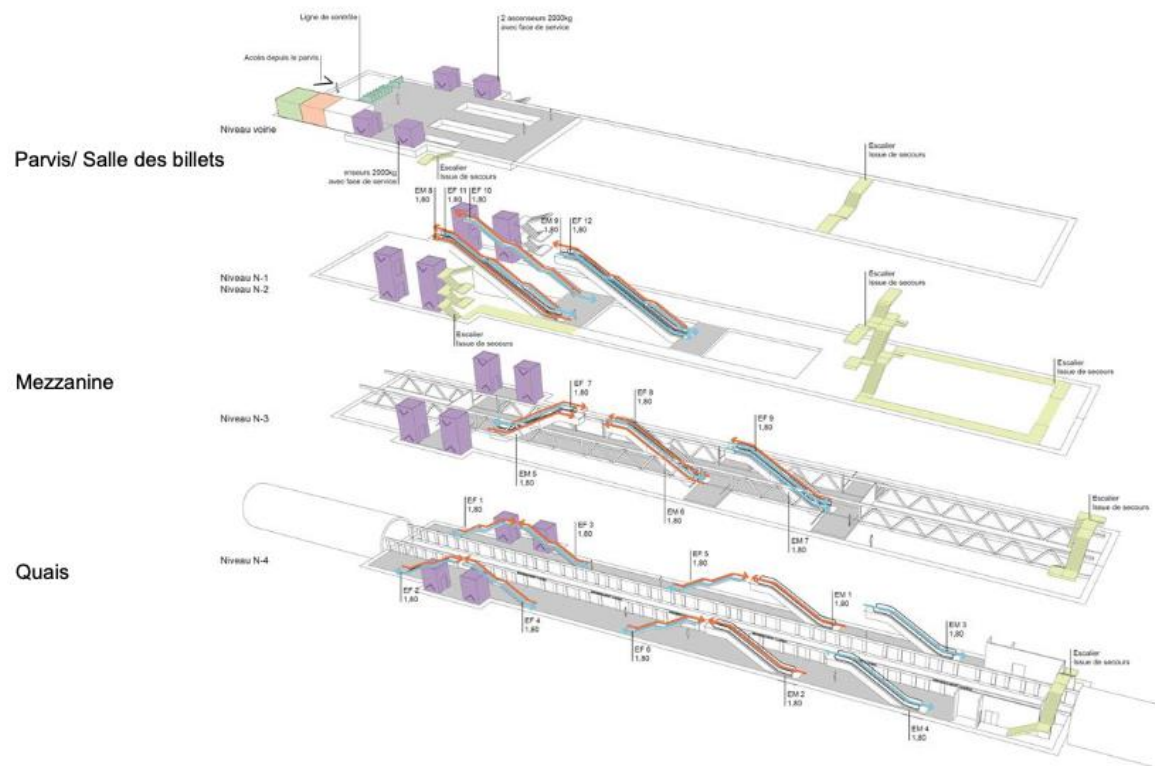 Ligne de contrôle
2 ascenseurs 2000kg
avec face de service
Accès depuis le parvis
Niveau voirie
Parvis/ Salle des billets
Escalier
Issue de secours
enseurs 2000kg
avec face de service
Escalier
Issue de secours
EM 8
1,80
EF 11
1,80
EF 10
1,80
EM 9
1,80
EF 12
1,80
Niveau N-1
Niveau N-2
Escalier
Issue de secours
Escalier
Issue de secours
Escalier
Issue de secours
Mezzanine
EF 7
1,80
EF 8
1,80
EF 9
1,80
Niveau N-3
EM 5
1,80
EM 6
1,80
EM 7
1,80
Escalier
Issue de secours
EF 1
1,80
EF 3
1,80
EF 5
1,80
Quais
Niveau N-4
EF 2
1,80
EF 4
1,80
EF 6
1,80
EM 1
1,80
EM 3
1,80
EM 2
1,80
EM 4
1,80
Escalier
Issue de secours